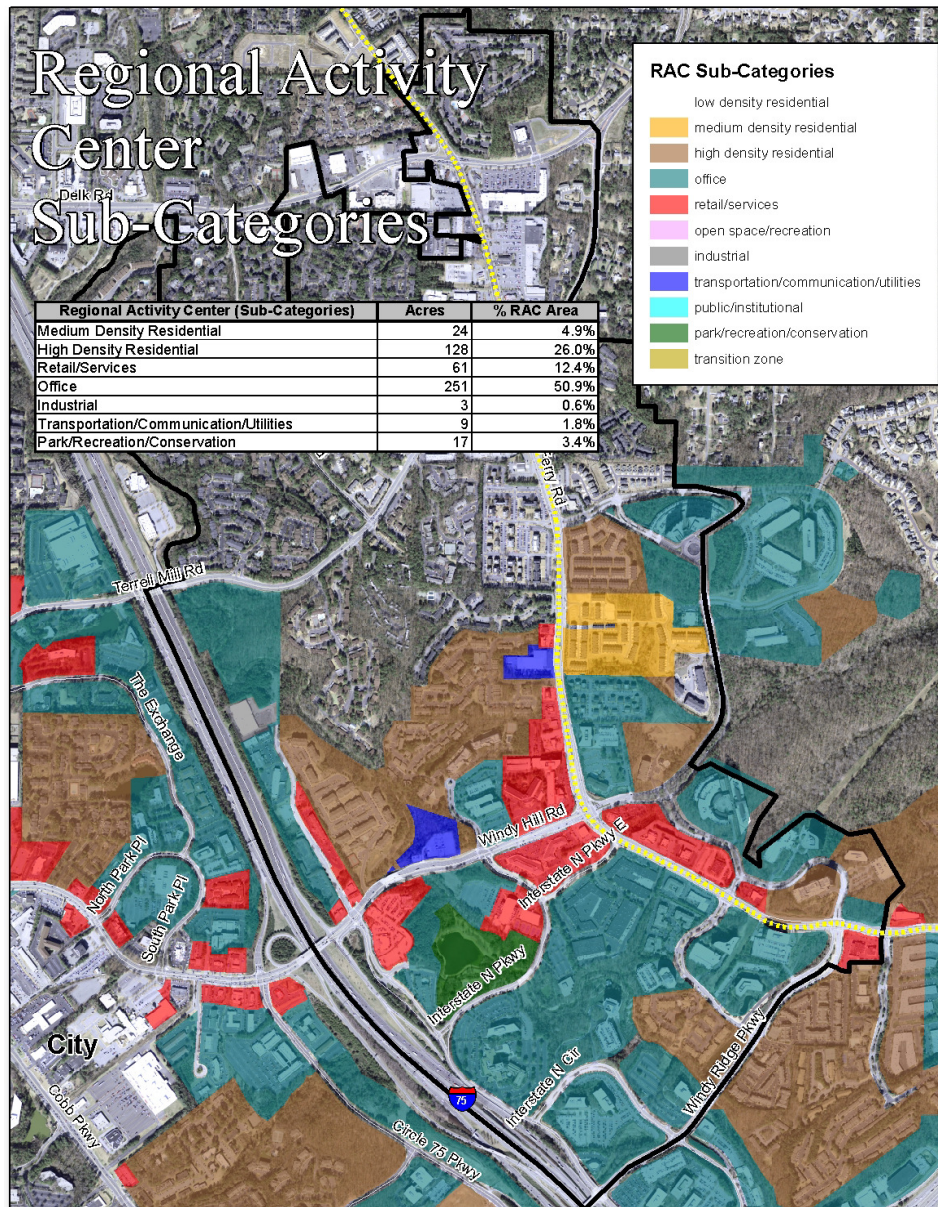 Regional Activity
Center
Sub-Categories
Delk Rd
RAC Sub-Categories
low density residential
medium density residential
high density residential
office
retail/services
open space/recreation
industrial
transportation/communication/utilities
public/institutional
park/recreation/conservation
transition zone
Regional Activity Center (Sub-Categories) Acres % RAC Area
Medium Density Residential 24 4.9%
High Density Residential 128 26.0%
Retail/Services 61 12.4%
Office 251 50.9%
Industrial 3 0.6%
Transportation/Communication/Utilities 9 1.8%
Park/Recreation/Conservation 17 3.4%
Ferry Rd
Terrell Mill Rd
The Exchange
Windy Hill Rd
Interstate N Pkwy E
North Park Pl
South Park Pl
Interstate N Pkwy
City
Interstate N Cir
Windy Ridge Pkwy
75
Cobb Pkwy
Circle 75 Pkwy